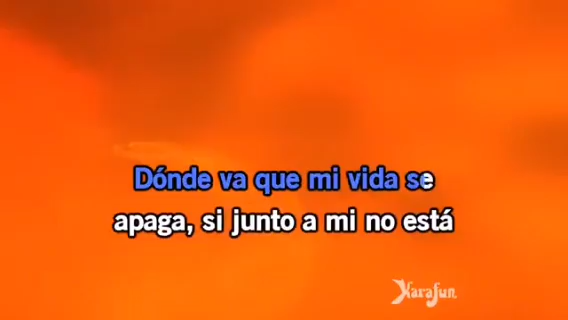 Dónde va que mi vida se
apaga, si junto a mi no está
Karafun